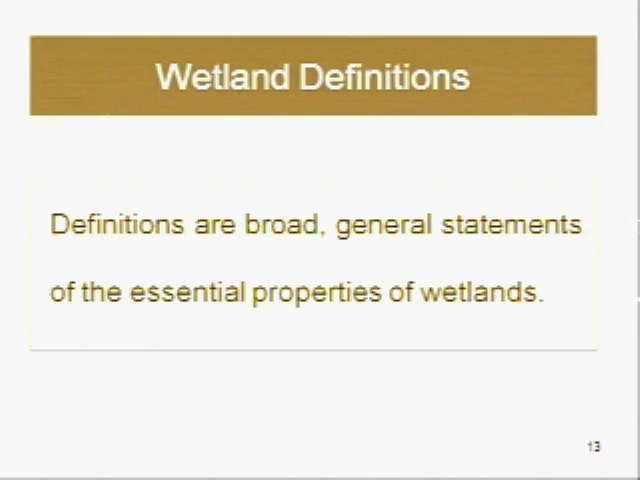 Wetland Definitions
Definitions are broad, general statements
of the essential properties of wetlands.
13